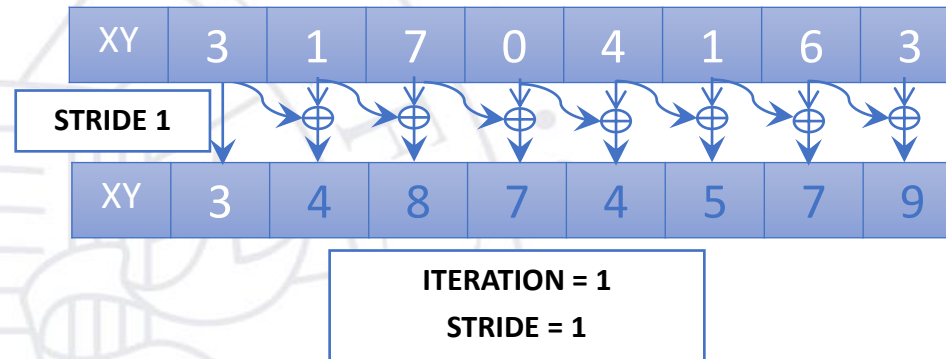 XY 3 1 7 0 4 1 6 3
STRIDE 1
XY 3 4 8 7 4 5 7 9
ITERATION = 1
STRIDE = 1